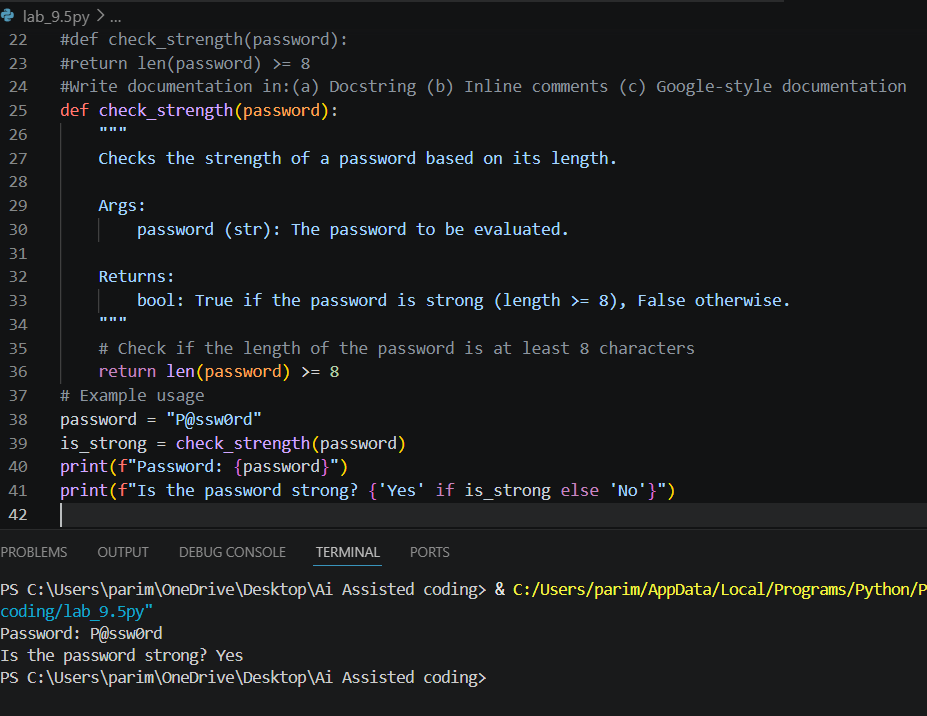 lab_9.5py > ...
22 #def check_strength(password):
23 #return len(password) >= 8
24 #Write documentation in:(a) Docstring (b) Inline comments (c) Google-style documentation
25 def check_strength(password):
26 """
27 Checks the strength of a password based on its length.
28
29 Args:
30 password (str): The password to be evaluated.
31
32 Returns:
33 bool: True if the password is strong (length >= 8), False otherwise.
34 """
35 # Check if the length of the password is at least 8 characters
36 return len(password) >= 8
37 # Example usage
38 password = "P@ssw0rd"
39 is_strong = check_strength(password)
40 print(f"Password: {password}")
41 print(f"Is the password strong? {'Yes' if is_strong else 'No'}")
42
PROBLEMS OUTPUT DEBUG CONSOLE TERMINAL PORTS
PS C:\Users\parim\OneDrive\Desktop\Ai Assisted coding> & C:/Users/parim/AppData/Local/Programs/Python/P
coding/lab_9.5py"
Password: P@ssw0rd
Is the password strong? Yes
PS C:\Users\parim\OneDrive\Desktop\Ai Assisted coding>